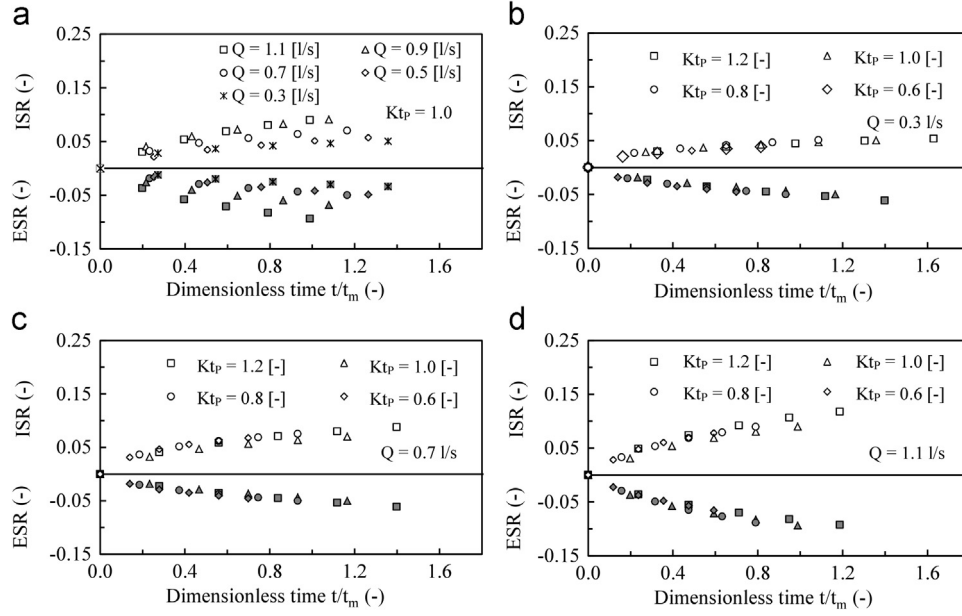 a
0.25
0.15
0.05
-0.05
-0.15
ISR (-)
ESR (-)
Q = 1.1 [l/s]
Q = 0.9 [l/s]
Q = 0.7 [l/s]
Q = 0.5 [l/s]
Q = 0.3 [l/s]
KtP = 1.0
0.0
0.4
0.8
1.2
1.6
Dimensionless time t/tm (-)
b
0.25
0.15
0.05
-0.05
-0.15
ISR (-)
ESR (-)
KtP = 1.2 [-]
KtP = 1.0 [-]
KtP = 0.8 [-]
KtP = 0.6 [-]
Q = 0.3 l/s
0.0
0.4
0.8
1.2
1.6
Dimensionless time t/tm (-)
c
0.25
0.15
0.05
-0.05
-0.15
ISR (-)
ESR (-)
KtP = 1.2 [-]
KtP = 1.0 [-]
KtP = 0.8 [-]
KtP = 0.6 [-]
Q = 0.7 l/s
0.0
0.4
0.8
1.2
1.6
Dimensionless time t/tm (-)
d
0.25
0.15
0.05
-0.05
-0.15
ISR (-)
ESR (-)
KtP = 1.2 [-]
KtP = 1.0 [-]
KtP = 0.8 [-]
KtP = 0.6 [-]
Q = 1.1 l/s
0.0
0.4
0.8
1.2
1.6
Dimensionless time t/tm (-)